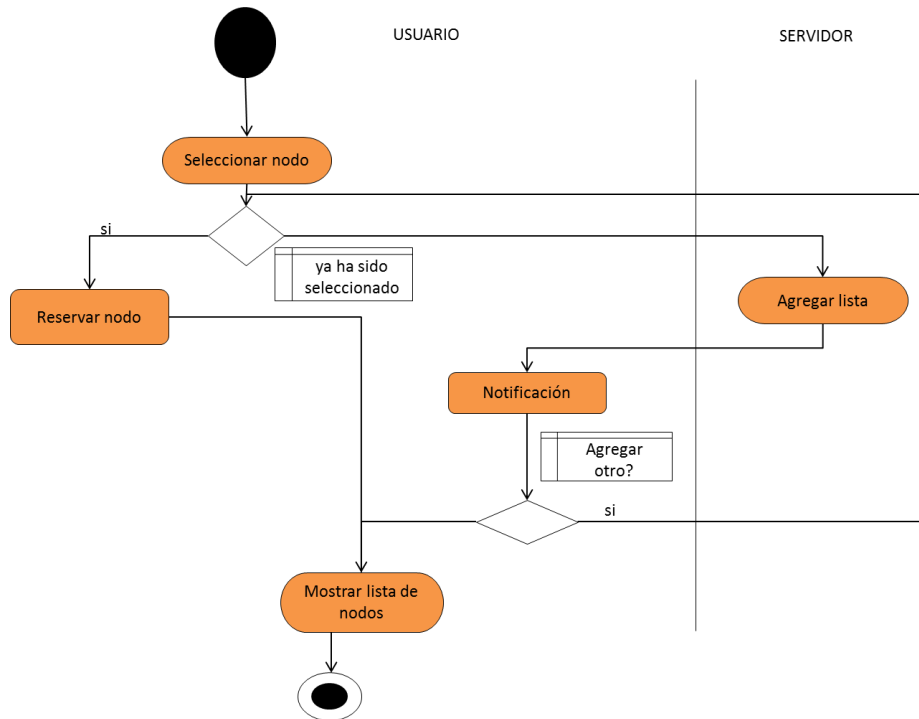 USUARIO
SERVIDOR
Seleccionar nodo
si
ya ha sido
seleccionado
Reservar nodo
Agregar lista
Notificación
Agregar
otro?
si
Mostrar lista de
nodos